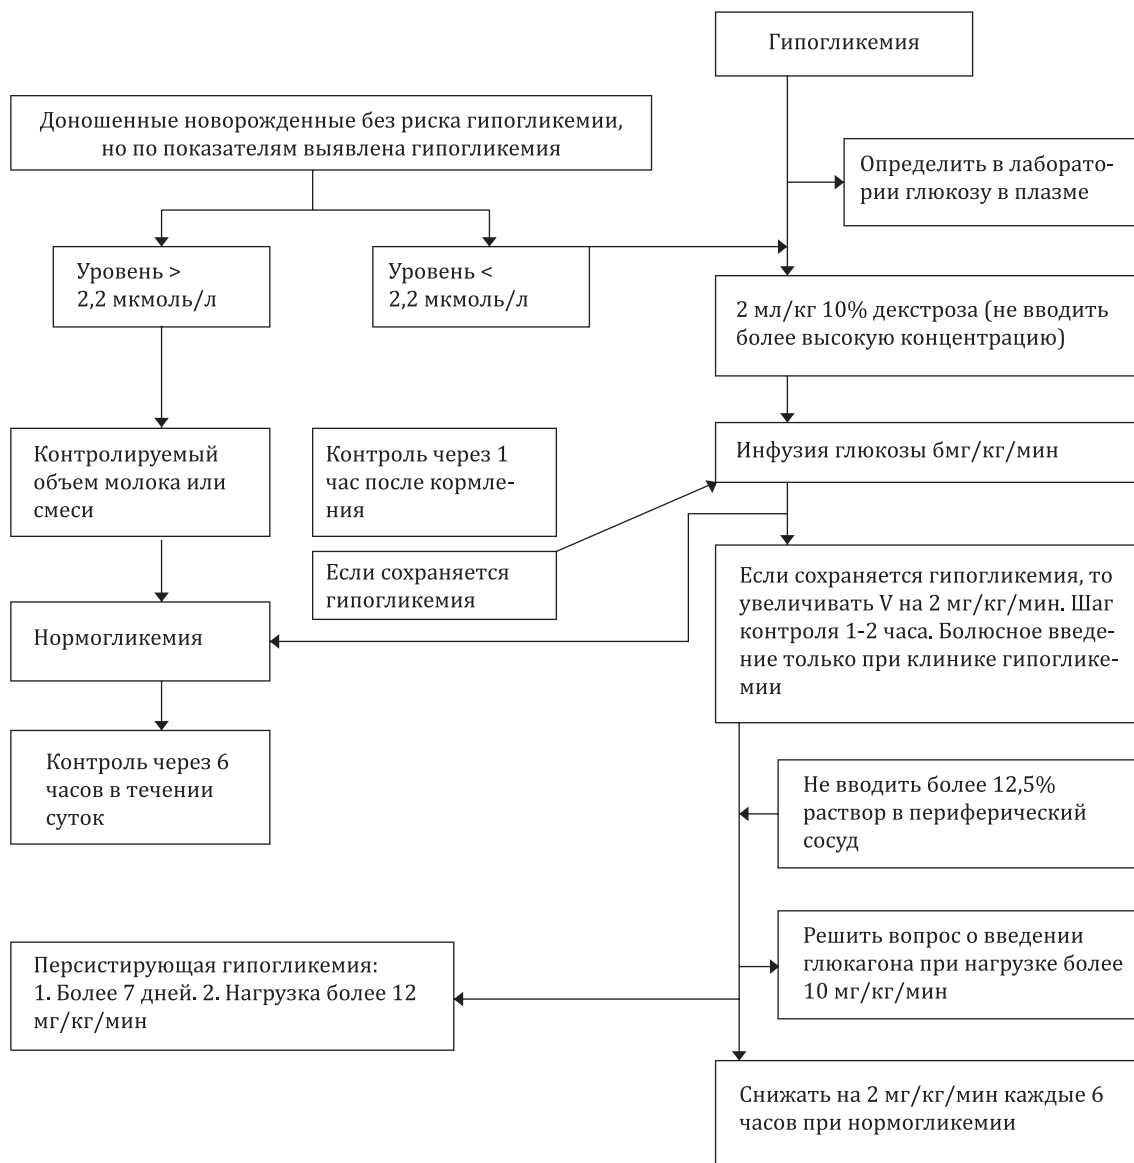 Гипогликемия
Доношенные новорожденные без риска гипогликемии,
но по показателям выявлена гипогликемия
Определить в лаборато-
рии глюкозу в плазме
Уровень >
2,2 мкмоль/л
Уровень <
2,2 мкмоль/л
2 мл/кг 10% декстроза (не вводить
более высокую концентрацию)
Контролируемый
объем молока или
смеси
Контроль через 1
час после кормле-
ния
Инфузия глюкозы 6мг/кг/мин
Если сохраняется
гипогликемия
Если сохраняется гипогликемия, то
увеличивать V на 2 мг/кг/мин. Шаг
контроля 1-2 часа. Болюсное введе-
ние только при клинике гипоглике-
мии
Нормогликемия
Контроль через 6
часов в течении
суток
Не вводить более 12,5%
раствор в периферический
сосуд
Решить вопрос о введении
глюкагона при нагрузке более
10 мг/кг/мин
Персистирующая гипогликемия:
1. Более 7 дней. 2. Нагрузка более 12
мг/кг/мин
Снижать на 2 мг/кг/мин каждые 6
часов при нормогликемии